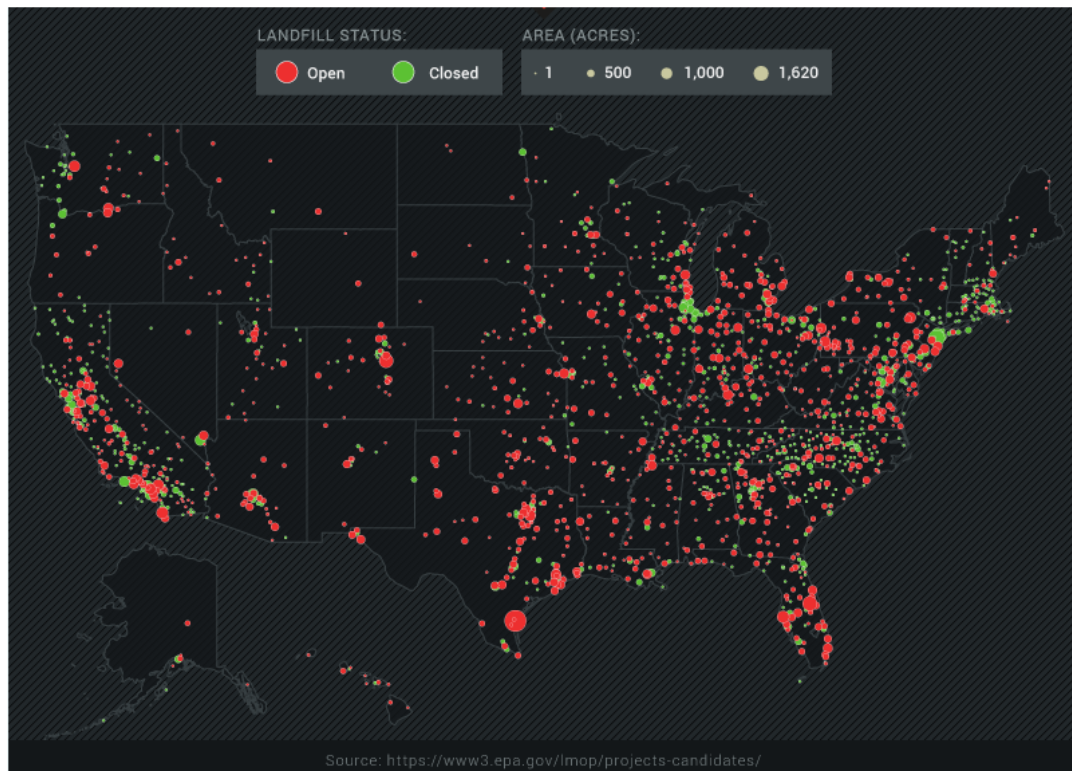 LANDFILL STATUS:
Open
Closed
AREA (ACRES):
1
500
1,000
1,620
Source: https://www3.epa.gov/lmop/projects-candidates/